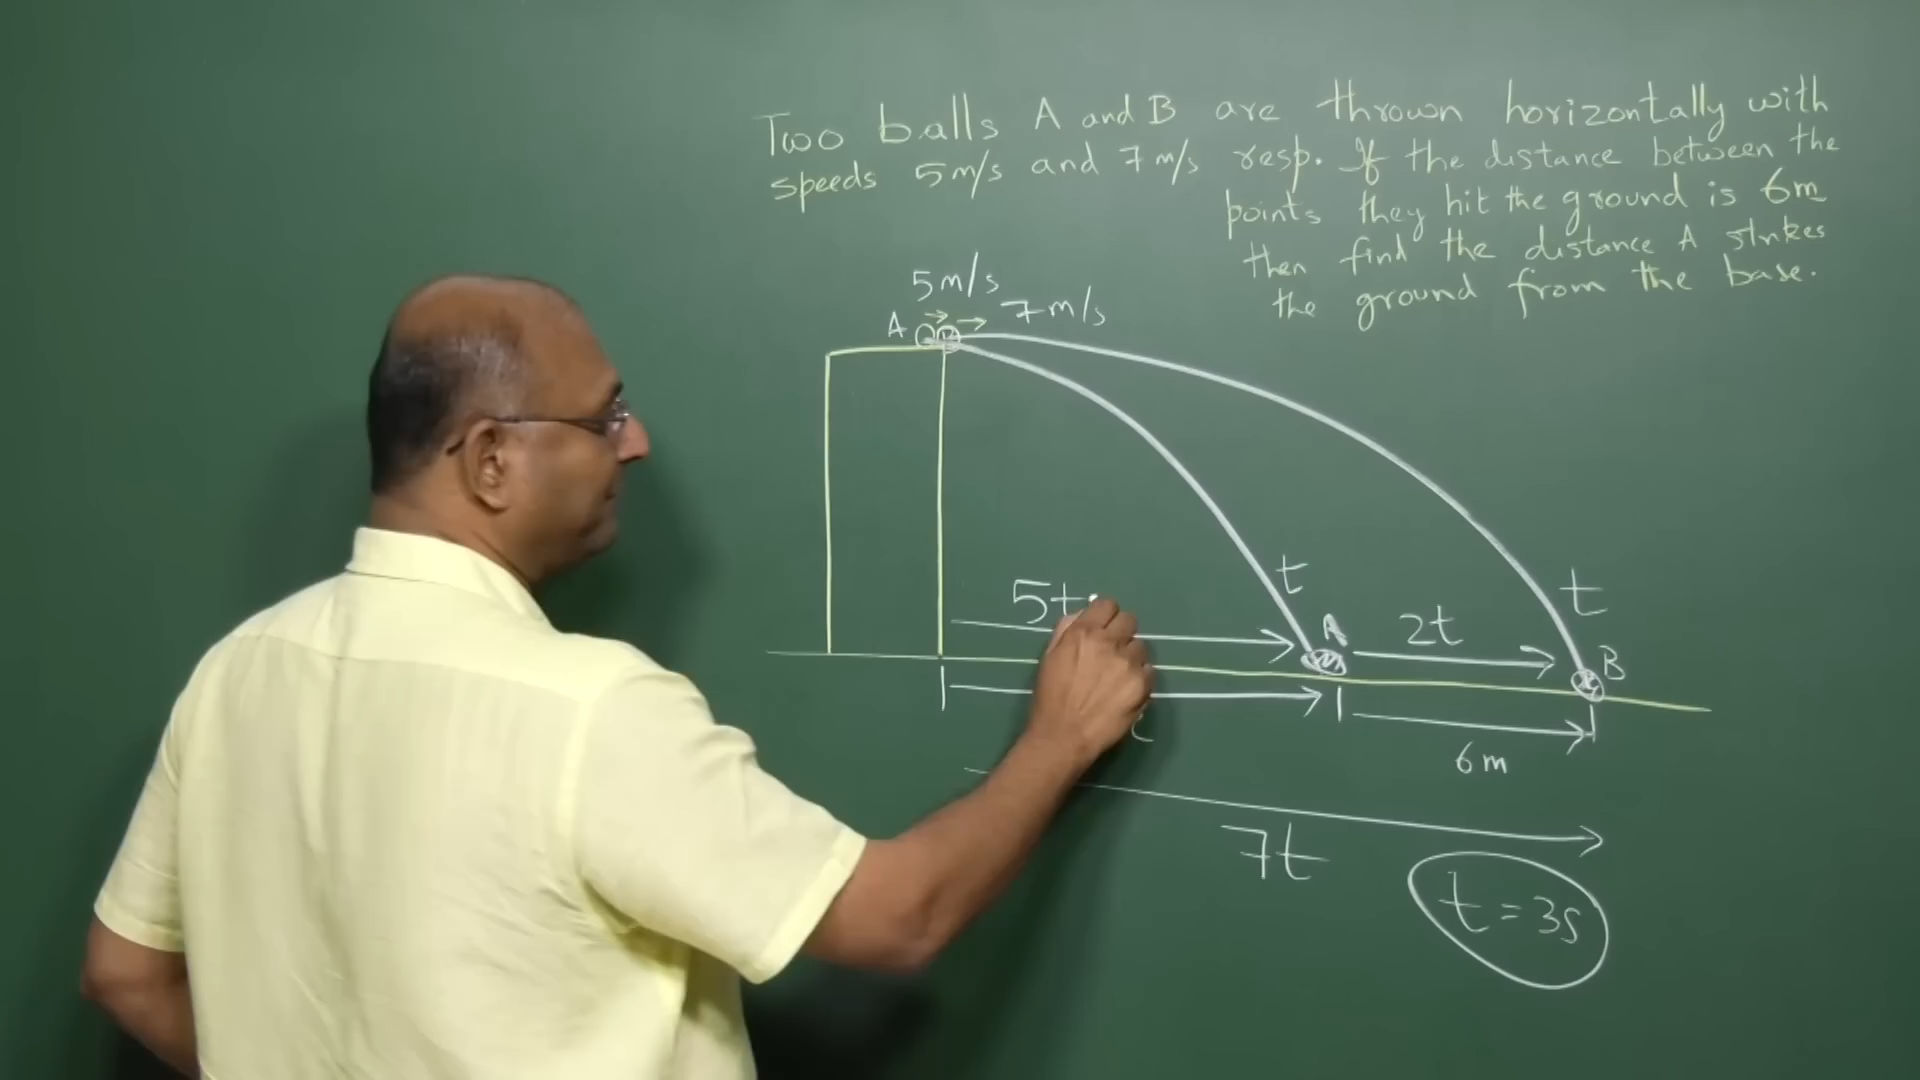 Two balls A and B are thrown horizontally with
speeds 5m/s and 7m/s resp. If the distance between the
points they hit the ground is 6m
then find the distance A strikes
the ground from the base.
5m/s
7m/s
A
t
t
5t
A
2t
B
6m
7t
t=3s